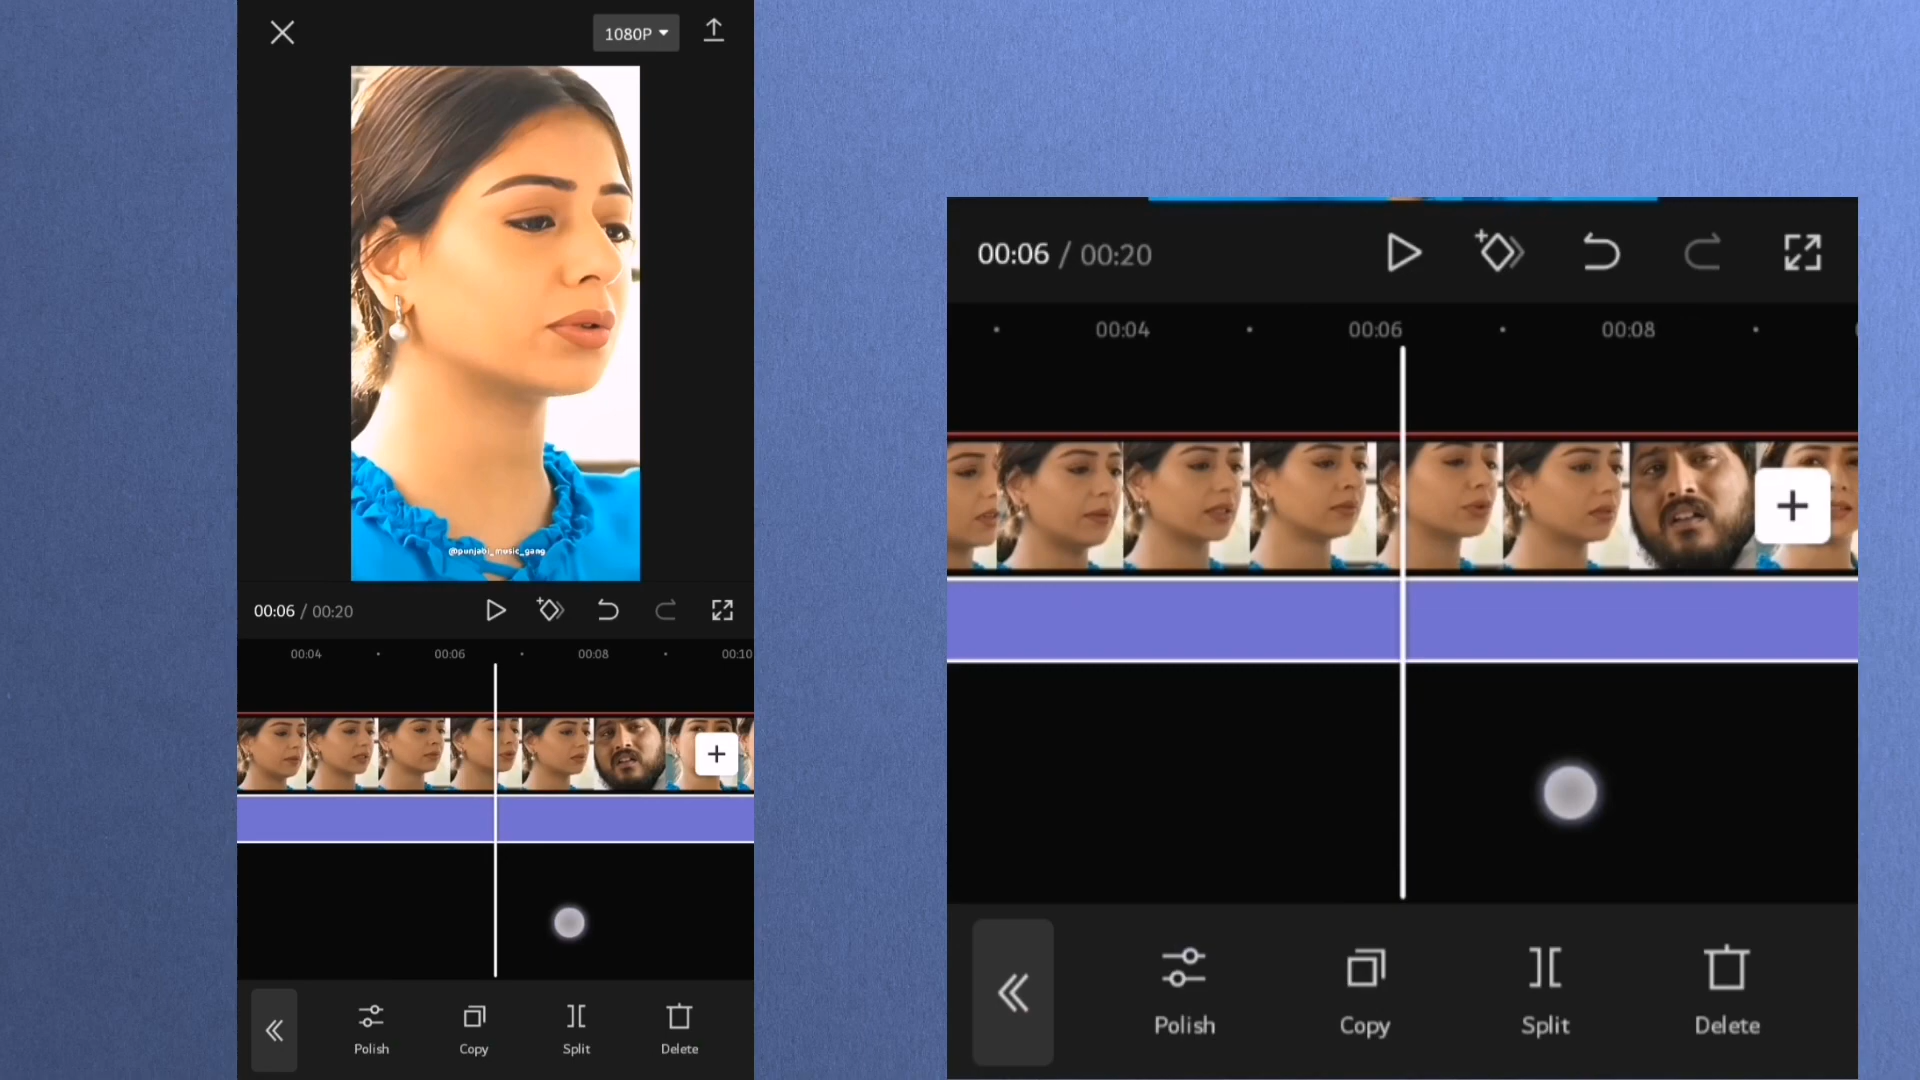 1080P
@punjabi_music_gang
00:06 / 00:20
00:04 00:06 00:08 00:10
Polish Copy Split Delete
00:06 / 00:20
00:04 00:06 00:08
Polish Copy Split Delete